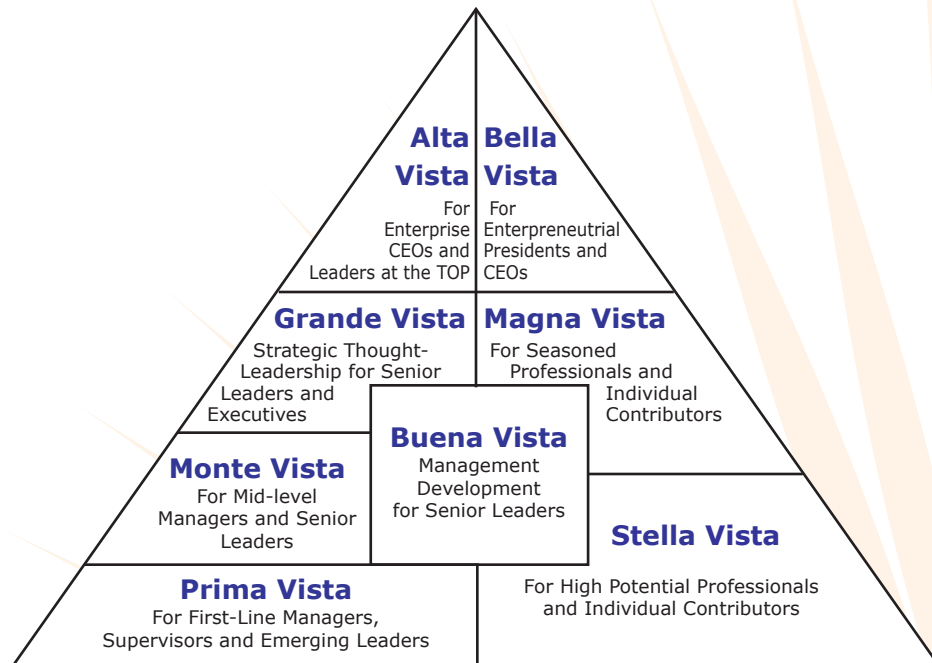 Alta
Vista
For
Enterprise
CEOs and
Leaders at the TOP
Bella
Vista
For
Enterpreneutrial
Presidents and
CEOs
Grande Vista
Strategic Thought-
Leadership for Senior
Leaders and
Executives
Magna Vista
For Seasoned
Professionals and
Individual
Contributors
Buena Vista
Management
Development
for Senior Leaders
Monte Vista
For Mid-level
Managers and Senior
Leaders
Stella Vista
For High Potential Professionals
and Individual Contributors
Prima Vista
For First-Line Managers,
Supervisors and Emerging Leaders